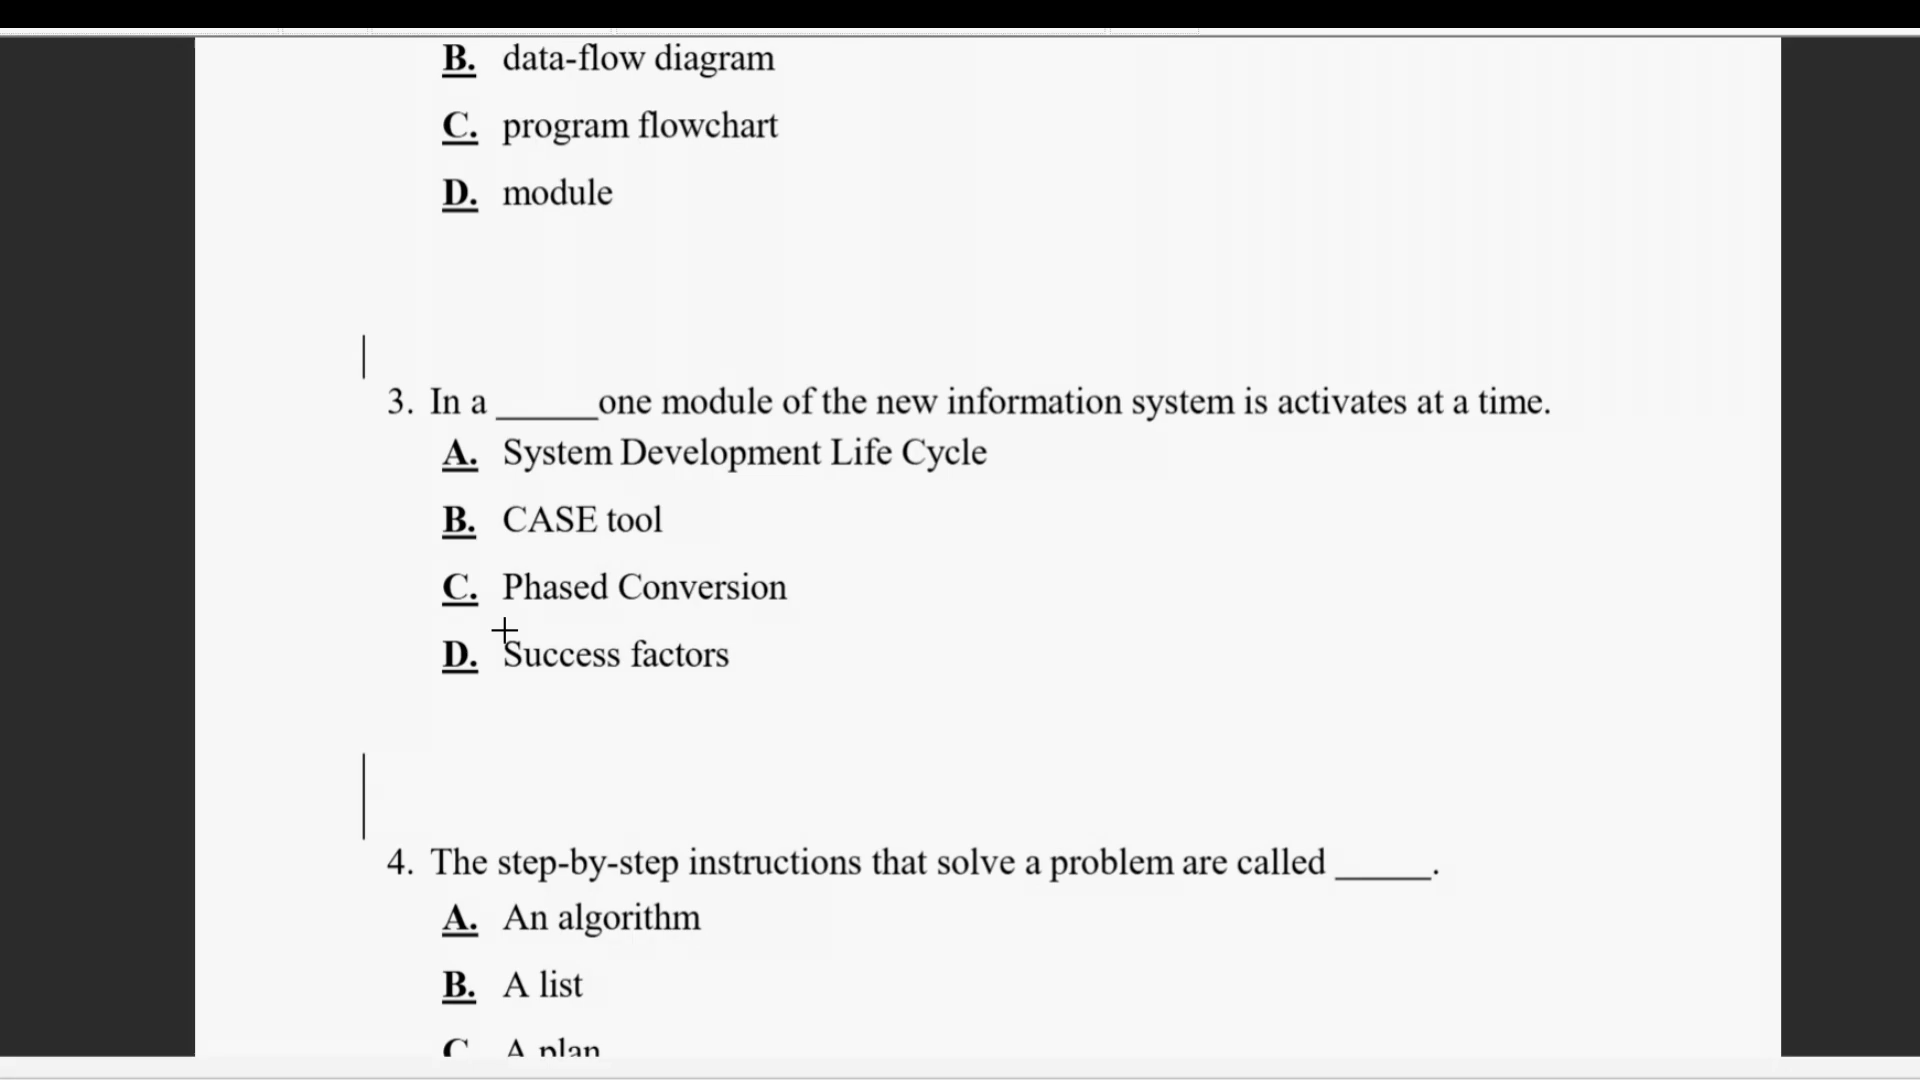 B. data-flow diagram
C. program flowchart
D. module
3. In a ______one module of the new information system is activates at a time.
A. System Development Life Cycle
B. CASE tool
C. Phased Conversion
D. Success factors
4. The step-by-step instructions that solve a problem are called ______.
A. An algorithm
B. A list
C A plan